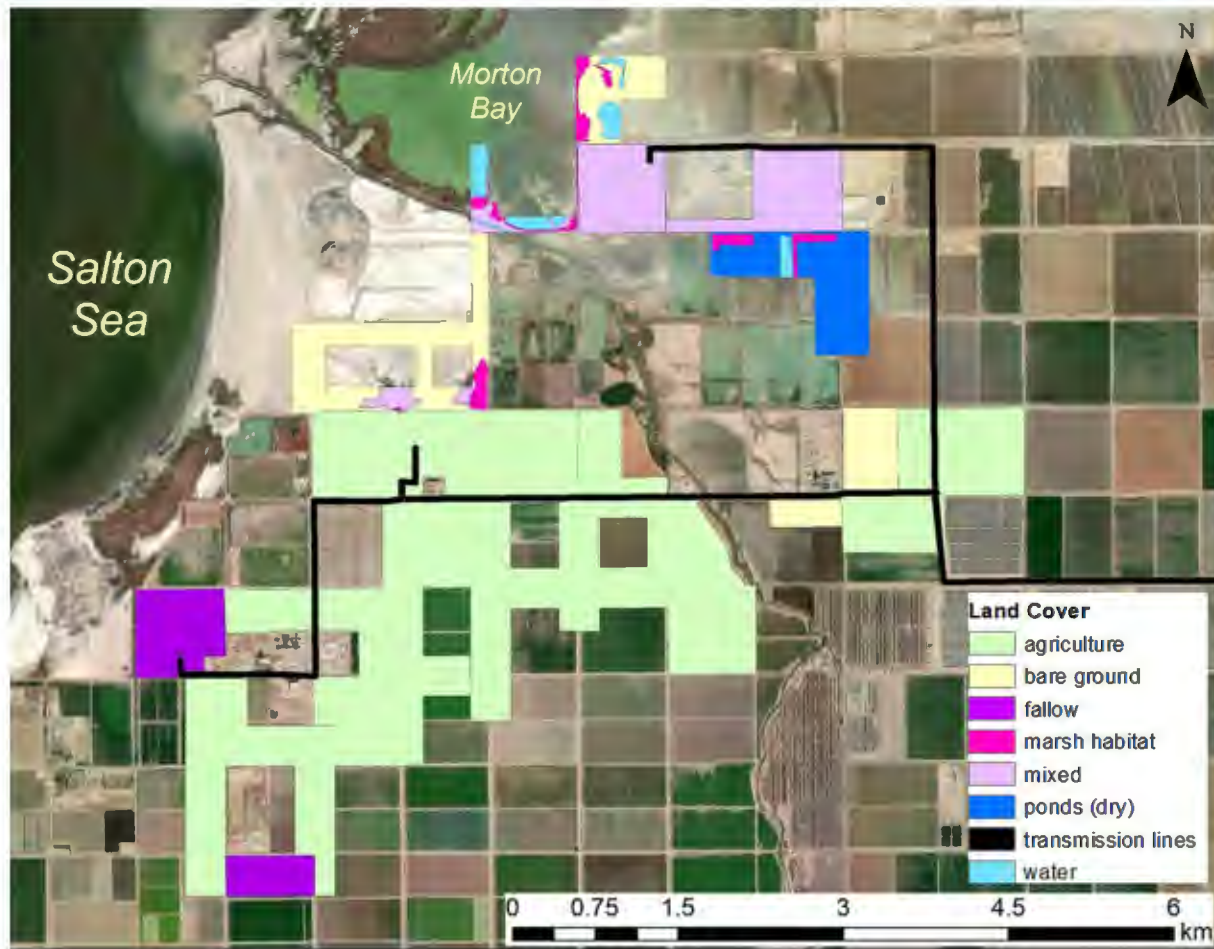 N
Morton
Bay
Salton
Sea
Land Cover
agriculture
bare ground
fallow
marsh habitat
mixed
ponds (dry)
transmission lines
water
0 0.75 1.5 3 4.5 6
km